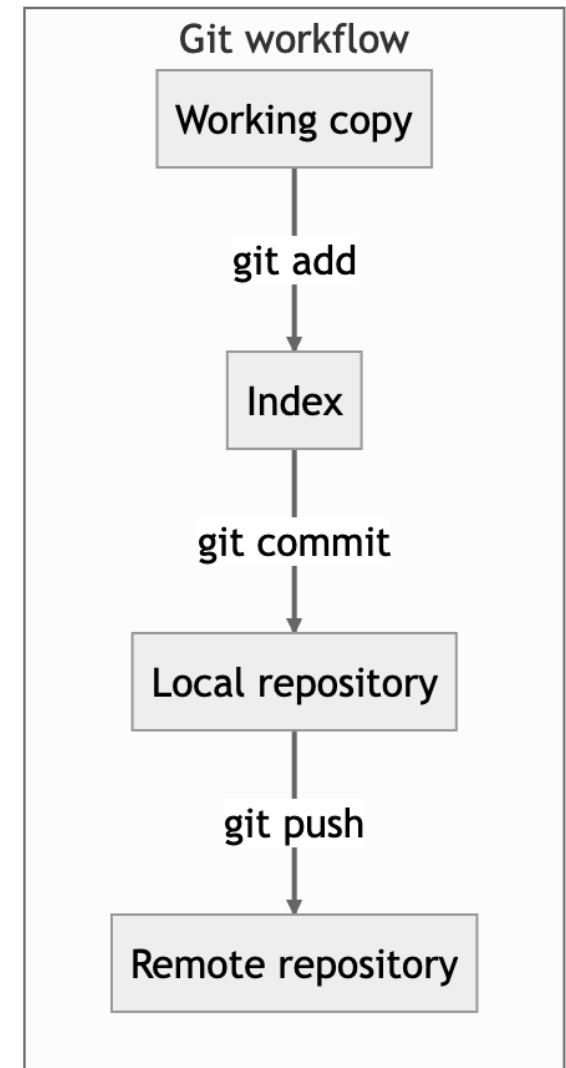 Git workflow
Working copy
git add
Index
git commit
Local repository
git push
Remote repository